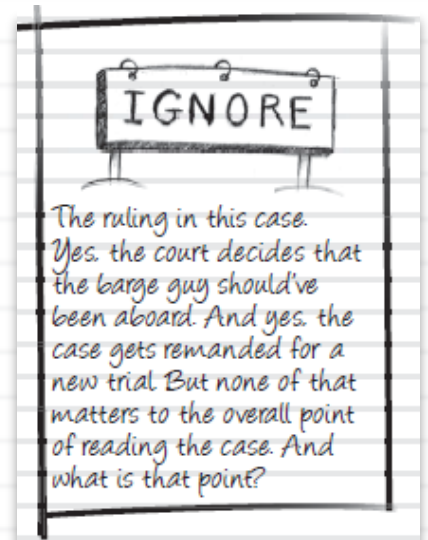 IGNORE
The ruling in this case.
Yes, the court decides that
the barge guy should've
been aboard. And yes, the
case gets remanded for a
new trial. But none of that
matters to the overall point
of reading the case. And
what is that point?